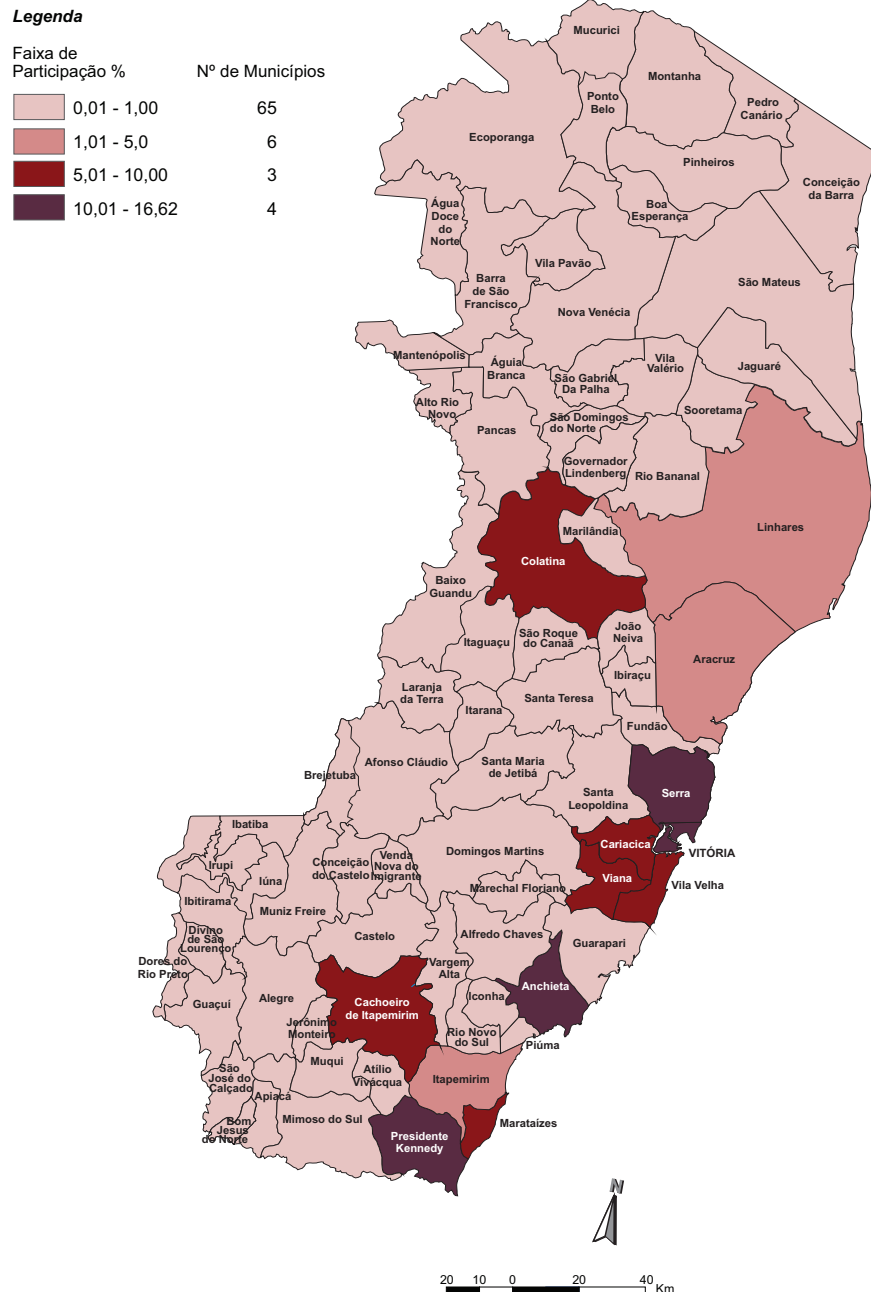 Legenda
Faixa de
Participação %
Nº de Municípios
0,01 - 1,00
65
1,01 - 5,0
6
5,01 - 10,00
3
10,01 - 16,62
4
Mucurici
Montanha
Ponto
Belo
Pedro
Canário
Ecoporanga
Pinheiros
Conceição
da Barra
Água
Doce
do
Norte
Boa
Esperança
Vila Pavão
Barra
de São
Francisco
São Mateus
Nova Venécia
Mantenópolis
Águia
Branca
Vila
Valério
Jaguaré
São Gabriel
Da Palha
Alto Rio
Novo
Sooretama
São Domingos
do Norte
Pancas
Governador
Lindenberg
Rio Bananal
Linhares
Marilândia
Colatina
Baixo
Guandu
João
Neiva
São Roque
do Canaã
Itaguaçu
Aracruz
Ibiraçu
Laranja
da Terra
Santa Teresa
Itarana
Fundão
Afonso Cláudio
Santa Maria
de Jetibá
Brejetuba
Serra
Santa
Leopoldina
Ibatiba
Cariacica
VITÓRIA
Domingos Martins
Conceição
do Castelo
Venda
Nova do
Imigrante
Irupi
Iúna
Viana
Vila Velha
Marechal Floriano
Ibitirama
Muniz Freire
Divino
de São
Lourenço
Castelo
Alfredo Chaves
Guarapari
Dores do
Rio Preto
Vargem
Alta
Anchieta
Guaçuí
Alegre
Cachoeiro
de Itapemirim
Iconha
Jerônimo
Monteiro
Rio Novo
do Sul
Piúma
Muqui
Atílio
Vivácqua
São
José do
Calçado
Itapemirim
Apiacá
Bom
Jesus
do Norte
Mimoso do Sul
Marataízes
Presidente
Kennedy
N
20 10 0 20 40 Km